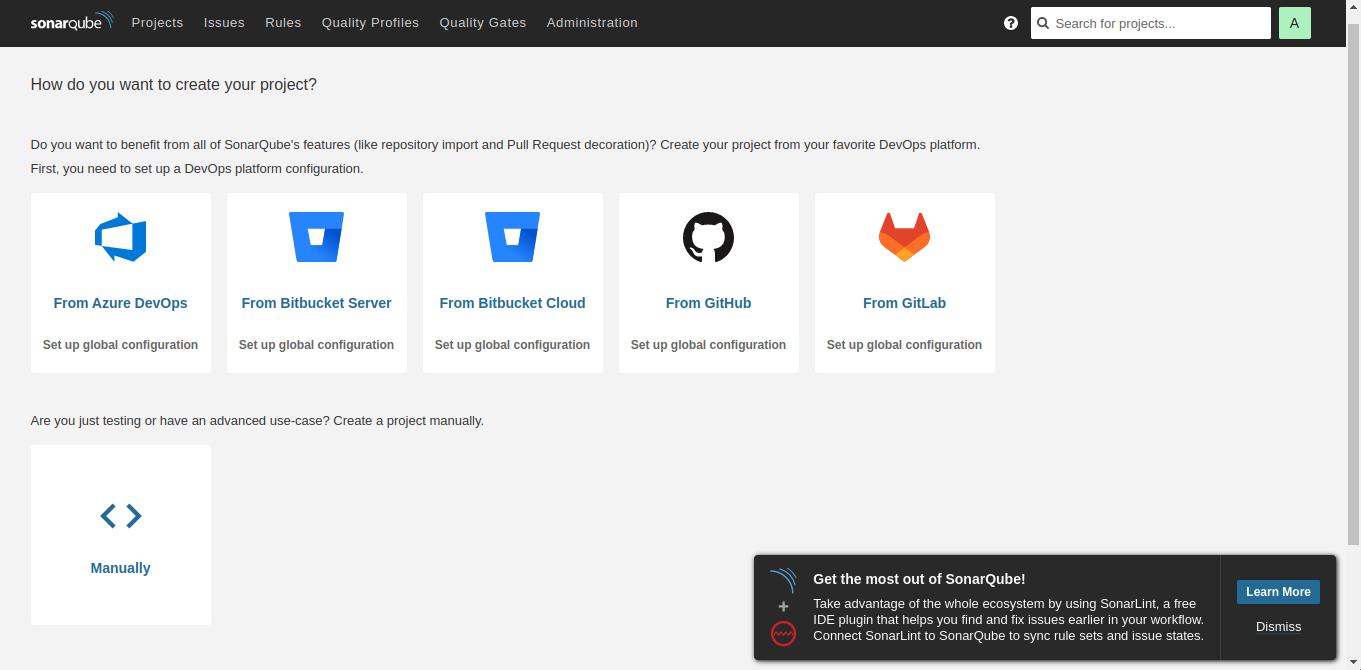 sonarqube Projects Issues Rules Quality Profiles Quality Gates Administration ? Search for projects... A
How do you want to create your project?
Do you want to benefit from all of SonarQube's features (like repository import and Pull Request decoration)? Create your project from your favorite DevOps platform.
First, you need to set up a DevOps platform configuration.
From Azure DevOps From Bitbucket Server From Bitbucket Cloud From GitHub From GitLab
Set up global configuration Set up global configuration Set up global configuration Set up global configuration Set up global configuration
Are you just testing or have an advanced use-case? Create a project manually.
Manually
Get the most out of SonarQube!
Take advantage of the whole ecosystem by using SonarLint, a free
IDE plugin that helps you find and fix issues earlier in your workflow.
Connect SonarLint to SonarQube to sync rule sets and issue states.
Learn More
Dismiss